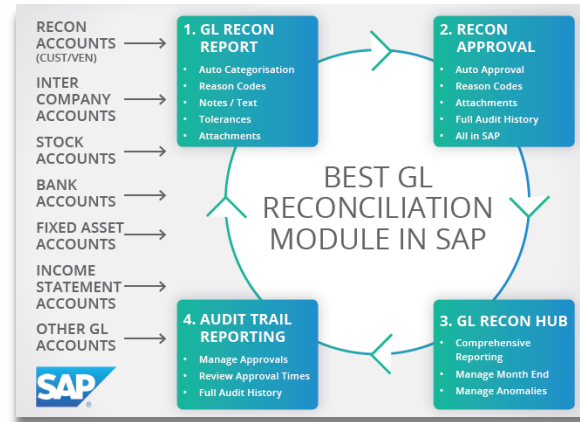 RECON
ACCOUNTS
(CUST/VEN)
INTER
COMPANY
ACCOUNTS
STOCK
ACCOUNTS
BANK
ACCOUNTS
FIXED ASSET
ACCOUNTS
INCOME
STATEMENT
ACCOUNTS
OTHER GL
ACCOUNTS
SAP
®
1. GL RECON
REPORT
• Auto Categorisation
• Reason Codes
• Notes / Text
• Tolerances
• Attachments
2. RECON
APPROVAL
• Auto Approval
• Reason Codes
• Attachments
• Full Audit History
• All in SAP
BEST GL
RECONCILIATION
MODULE IN SAP
4. AUDIT TRAIL
REPORTING
• Manage Approvals
• Review Approval Times
• Full Audit History
3. GL RECON HUB
• Comprehensive
Reporting
• Manage Month End
• Manage Anomalies